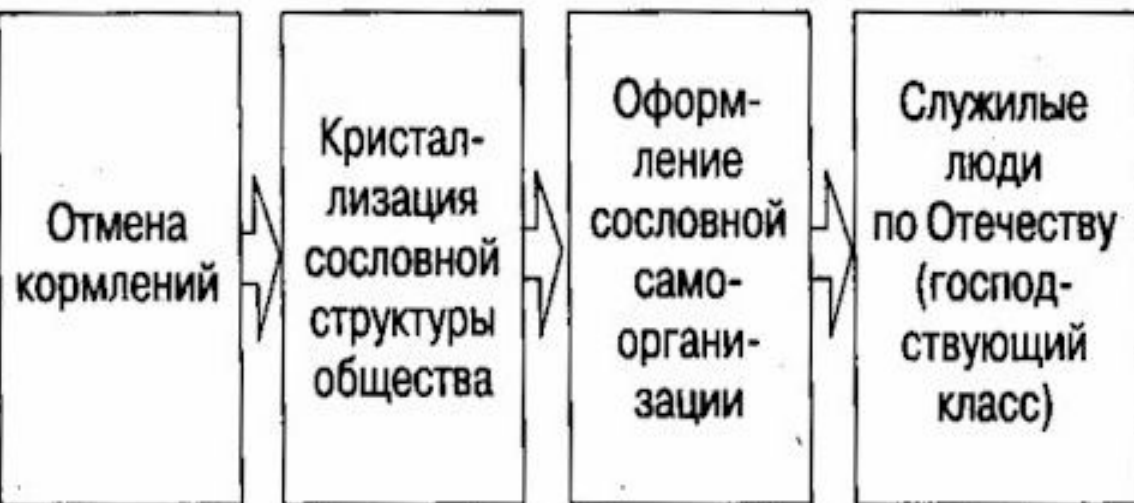 Отмена
кормлений
Кристал-
лизация
сословной
структуры
общества
Оформ-
ление
сословной
само-
органи-
зации
Служилые
люди
по Отечеству
(господ-
ствующий
класс)